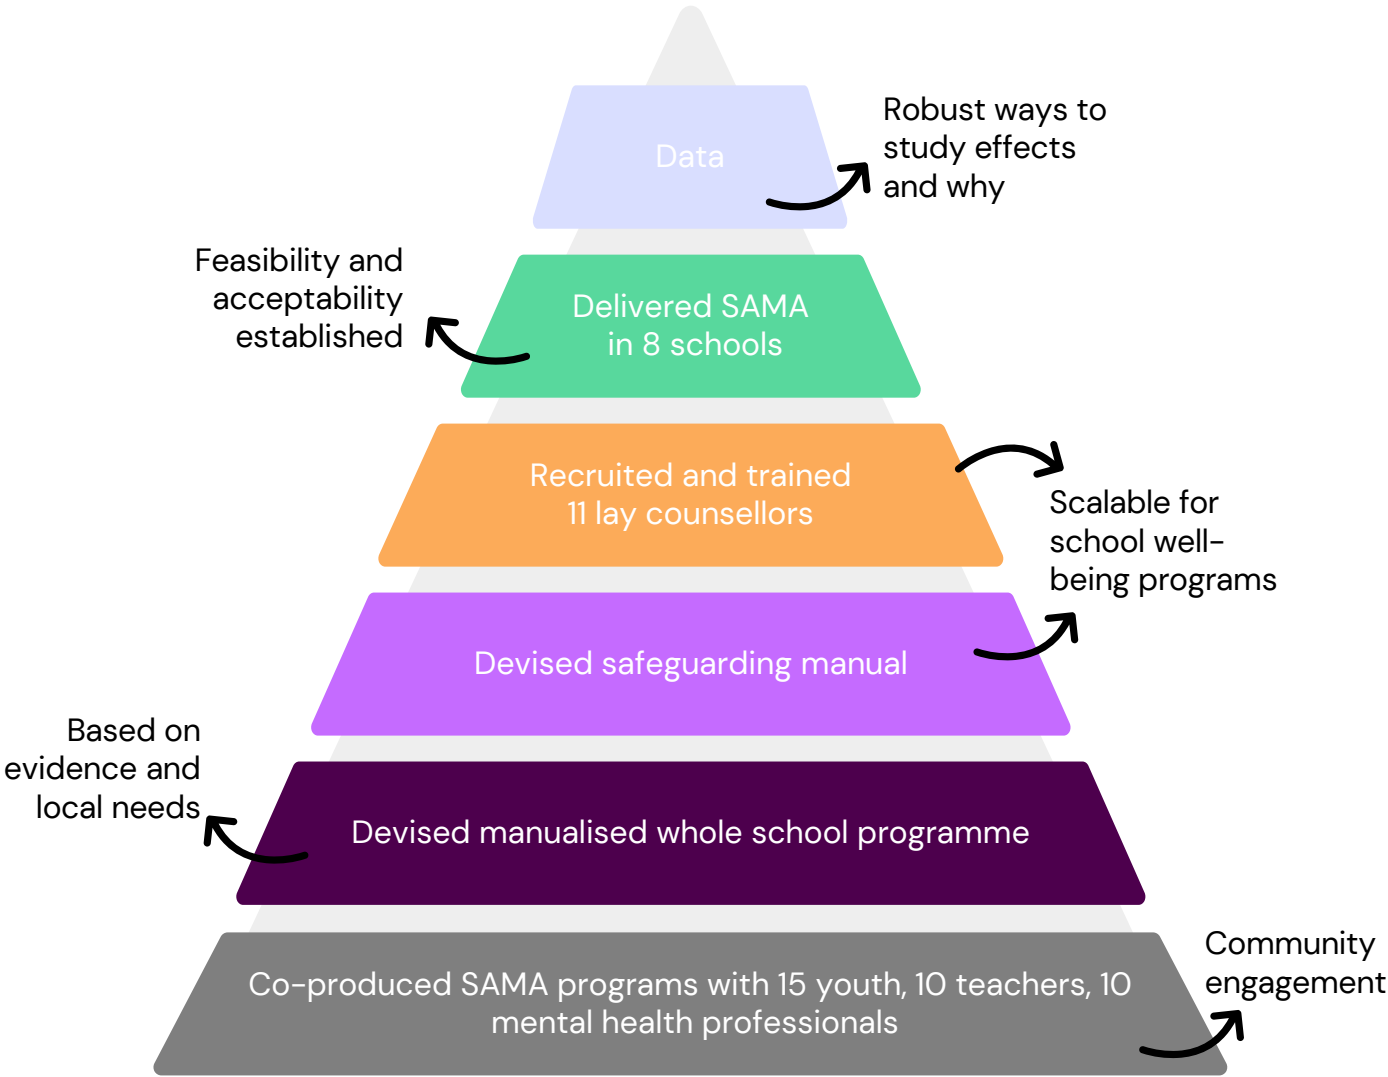 Data
Robust ways to
study effects
and why
Feasibility and
acceptability
established
Delivered SAMA
in 8 schools
Recruited and trained
11 lay counsellors
Scalable for
school well-
being programs
Devised safeguarding manual
Based on
evidence and
local needs
Devised manualised whole school programme
Community
engagement
Co-produced SAMA programs with 15 youth, 10 teachers, 10
mental health professionals